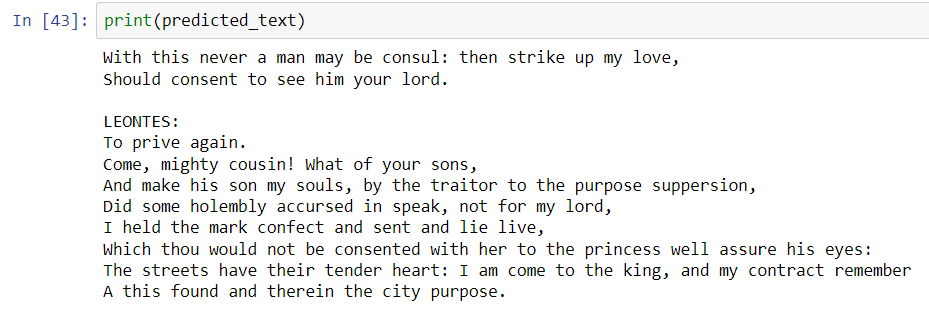 In [43]: print(predicted_text)
With this never a man may be consul: then strike up my love,
Should consent to see him your lord.

LEONTES:
To prive again.
Come, mighty cousin! What of your sons,
And make his son my souls, by the traitor to the purpose suppersion,
Did some holembly accursed in speak, not for my lord,
I held the mark confect and sent and lie live,
Which thou would not be consented with her to the princess well assure his eyes:
The streets have their tender heart: I am come to the king, and my contract remember
A this found and therein the city purpose.